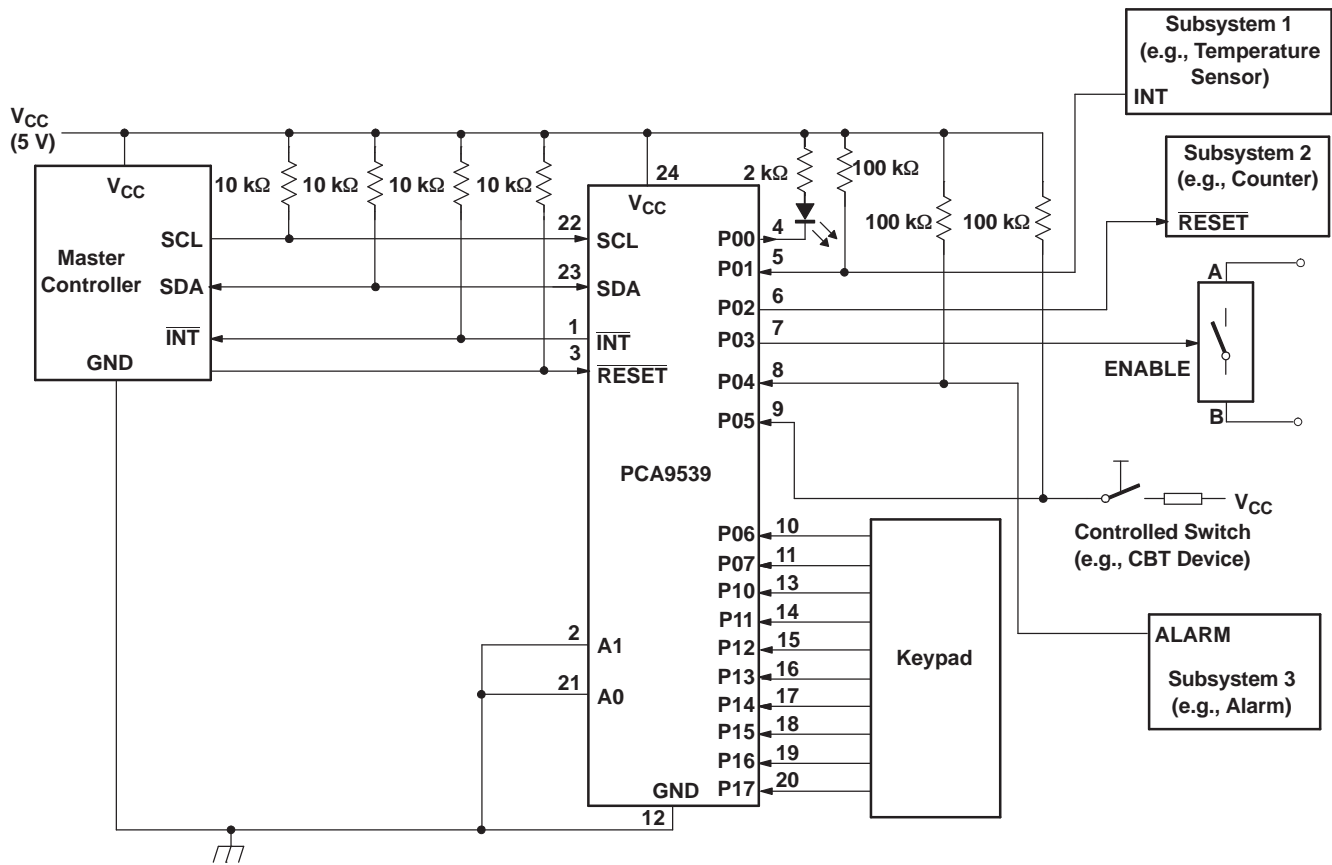 Subsystem 1
(e.g., Temperature
Sensor)
INT
VCC
(5 V)
Subsystem 2
(e.g., Counter)
RESET
VCC
10 kΩ
10 kΩ
10 kΩ
10 kΩ
24
VCC
2 kΩ
100 kΩ
100 kΩ
100 kΩ
Master
Controller
SCL
22
SCL
P00
4
SDA
23
SDA
P01
5
INT
1
INT
P02
6
GND
3
RESET
P03
7
P04
8
P05
9
A
ENABLE
B
PCA9539
VCC
Controlled Switch
(e.g., CBT Device)
P06
10
P07
11
P10
13
P11
14
P12
15
P13
16
P14
17
P15
18
P16
19
P17
20
Keypad
2
A1
21
A0
GND
12
ALARM
Subsystem 3
(e.g., Alarm)